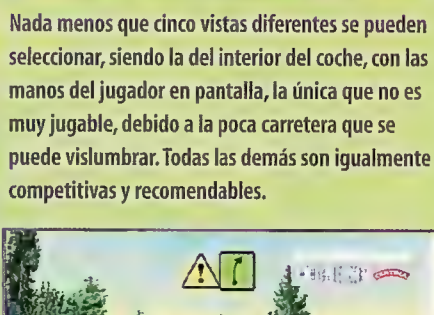 Nada menos que cinco vistas diferentes se pueden
seleccionar, siendo la del interior del coche, con las
manos del jugador en pantalla, la única que no es
muy jugable, debido a la poca carretera que se
puede vislumbrar. Todas las demás son igualmente
competitivas y recomendables.